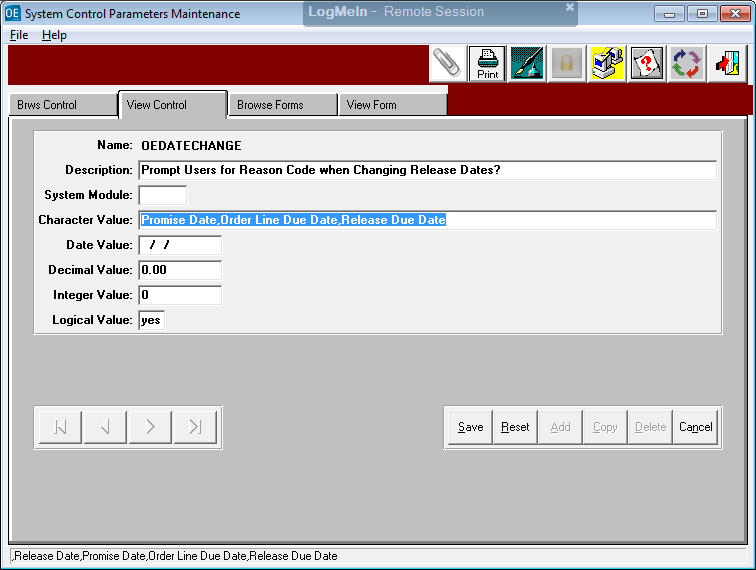 OE System Control Parameters Maintenance
LogMeIn - Remote Session
File Help
Print
Brws Control View Control Browse Forms View Form
Name: OEDATECHANGE
Description: Prompt Users for Reason Code when Changing Release Dates?
System Module:
Character Value: Promise Date,Order Line Due Date,Release Due Date
Date Value: / /
Decimal Value: 0.00
Integer Value: 0
Logical Value: yes
Save Reset Add Copy Delete Cancel
,Release Date,Promise Date,Order Line Due Date,Release Due Date